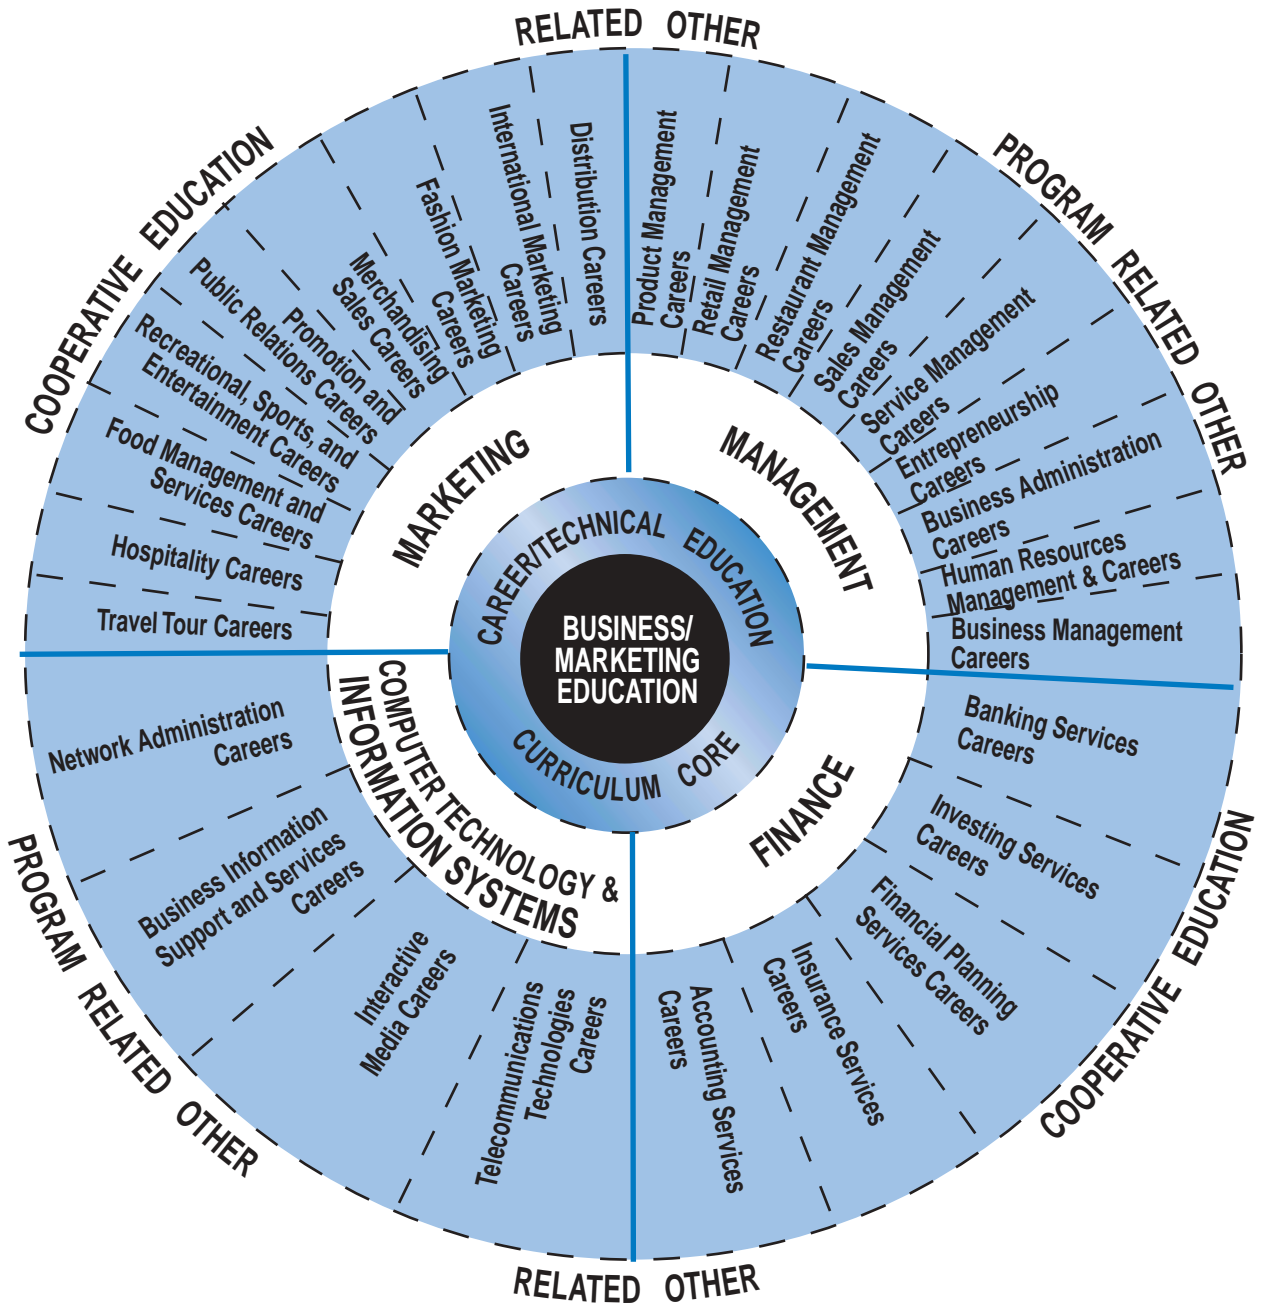 RELATED OTHER
PROGRAM RELATED OTHER
COOPERATIVE EDUCATION
RELATED OTHER
PROGRAM RELATED OTHER
COOPERATIVE EDUCATION
BUSINESS/
MARKETING
EDUCATION
CAREER/TECHNICAL EDUCATION
CURRICULUM CORE
MARKETING
Travel Tour Careers
Hospitality Careers
Food Management and
Services Careers
Recreational, Sports, and
Entertainment Careers
Public Relations Careers
Promotion and
Sales Careers
Merchandising
Careers
Fashion Marketing
Careers
International Marketing
Distribution Careers
MANAGEMENT
Product Management
Careers
Retail Management
Careers
Restaurant Management
Careers
Sales Management
Careers
Service Management
Careers
Entrepreneurship
Careers
Business Administration
Careers
Human Resources
Management & Careers
Business Management
Careers
FINANCE
Banking Services
Careers
Investing Services
Careers
Financial Planning
Services Careers
Insurance Services
Careers
Accounting Services
Careers
COMPUTER TECHNOLOGY &
INFORMATION SYSTEMS
Telecommunications
Technologies
Careers
Interactive
Media Careers
Business Information
Support and Services
Careers
Network Administration
Careers